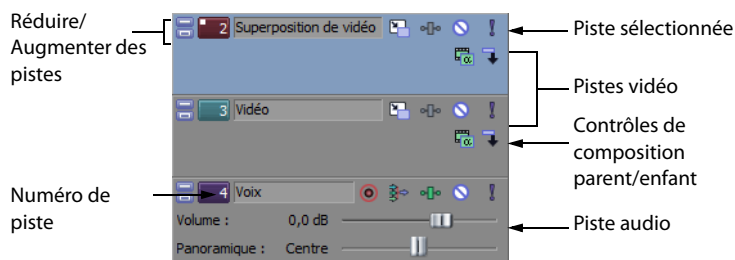 Réduire/
Augmenter des
pistes
2 Superposition de vidéo
Piste sélectionnée
Pistes vidéo
3 Vidéo
Contrôles de
composition
parent/enfant
Numéro de
piste
4 Voix
Volume : 0,0 dB
Piste audio
Panoramique : Centre